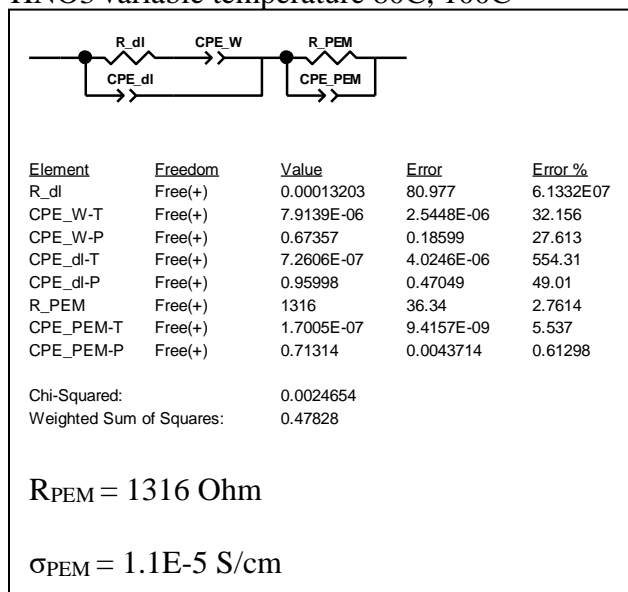 HNO3 variable temperature 80C, 100C
R_dl CPE_W R_PEM
CPE_dl CPE_PEM
Element Freedom Value Error Error %
R_dl Free(+) 0.00013203 80.977 6.1332E07
CPE_W-T Free(+) 7.9139E-06 2.5448E-06 32.156
CPE_W-P Free(+) 0.67357 0.18599 27.613
CPE_dl-T Free(+) 7.2606E-07 4.0246E-06 554.31
CPE_dl-P Free(+) 0.95998 0.47049 49.01
R_PEM Free(+) 1316 36.34 2.7614
CPE_PEM-T Free(+) 1.7005E-07 9.4157E-09 5.537
CPE_PEM-P Free(+) 0.71314 0.0043714 0.61298
Chi-Squared: 0.0024654
Weighted Sum of Squares: 0.47828
RPEM = 1316 Ohm
σPEM = 1.1E-5 S/cm